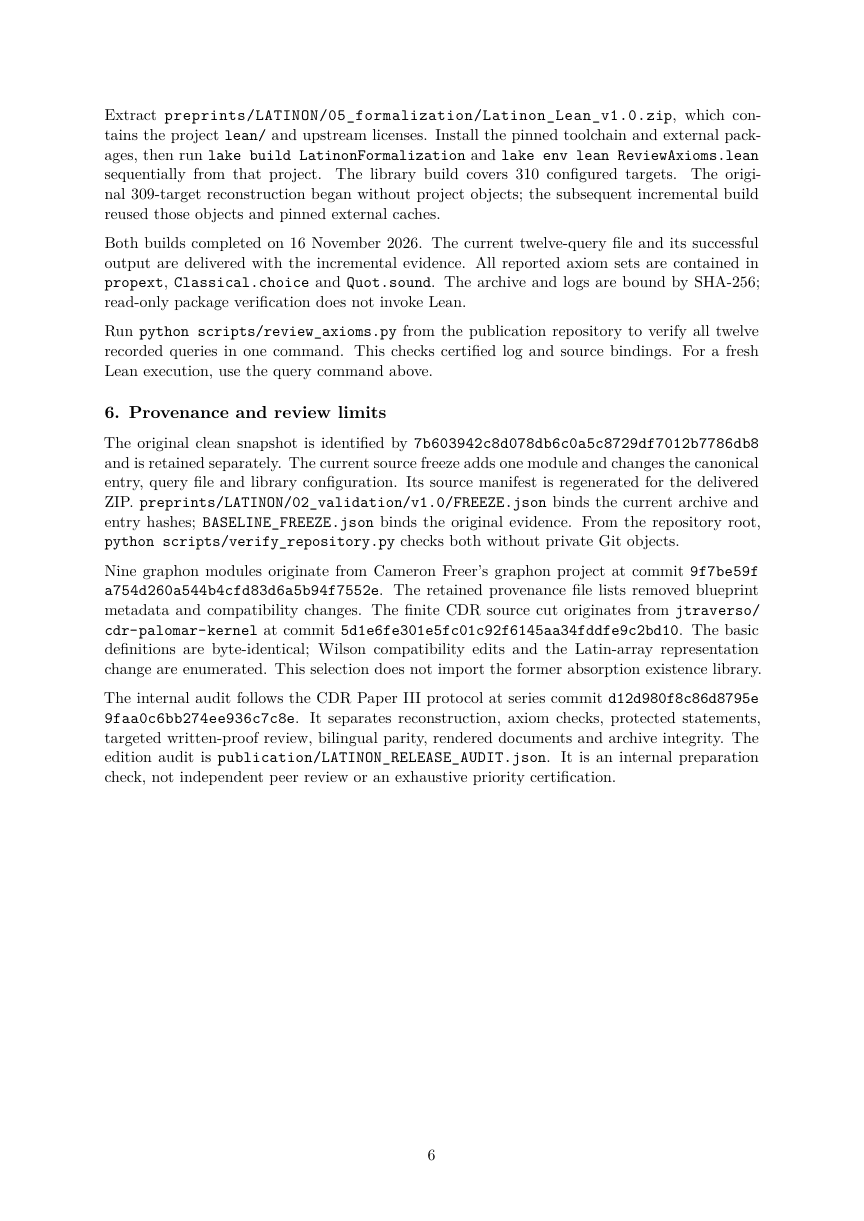 Extract preprints/LATINON/05_formalization/Latinon_Lean_v1.0.zip, which con-
tains the project lean/ and upstream licenses. Install the pinned toolchain and external pack-
ages, then run lake build LatinonFormalization and lake env lean ReviewAxioms.lean
sequentially from that project. The library build covers 310 configured targets. The origi-
nal 309-target reconstruction began without project objects; the subsequent incremental build
reused those objects and pinned external caches.
Both builds completed on 16 November 2026. The current twelve-query file and its successful
output are delivered with the incremental evidence. All reported axiom sets are contained in
propext, Classical.choice and Quot.sound. The archive and logs are bound by SHA-256;
read-only package verification does not invoke Lean.
Run python scripts/review_axioms.py from the publication repository to verify all twelve
recorded queries in one command. This checks certified log and source bindings. For a fresh
Lean execution, use the query command above.
6. Provenance and review limits
The original clean snapshot is identified by 7b603942c8d078db6c0a5c8729df7012b7786db8
and is retained separately. The current source freeze adds one module and changes the canonical
entry, query file and library configuration. Its source manifest is regenerated for the delivered
ZIP. preprints/LATINON/02_validation/v1.0/FREEZE.json binds the current archive and
entry hashes; BASELINE_FREEZE.json binds the original evidence. From the repository root,
python scripts/verify_repository.py checks both without private Git objects.
Nine graphon modules originate from Cameron Freer's graphon project at commit 9f7be59f
a754d260a544b4cfd83d6a5b94f7552e. The retained provenance file lists removed blueprint
metadata and compatibility changes. The finite CDR source cut originates from jtraverso/
cdr-palomar-kernel at commit 5d1e6fe301e5fc01c92f6145aa34fddfe9c2bd10. The basic
definitions are byte-identical; Wilson compatibility edits and the Latin-array representation
change are enumerated. This selection does not import the former absorption existence library.
The internal audit follows the CDR Paper III protocol at series commit d12d980f8c86d8795e
9faa0c6bb274ee936c7c8e. It separates reconstruction, axiom checks, protected statements,
targeted written-proof review, bilingual parity, rendered documents and archive integrity. The
edition audit is publication/LATINON_RELEASE_AUDIT.json. It is an internal preparation
check, not independent peer review or an exhaustive priority certification.
6